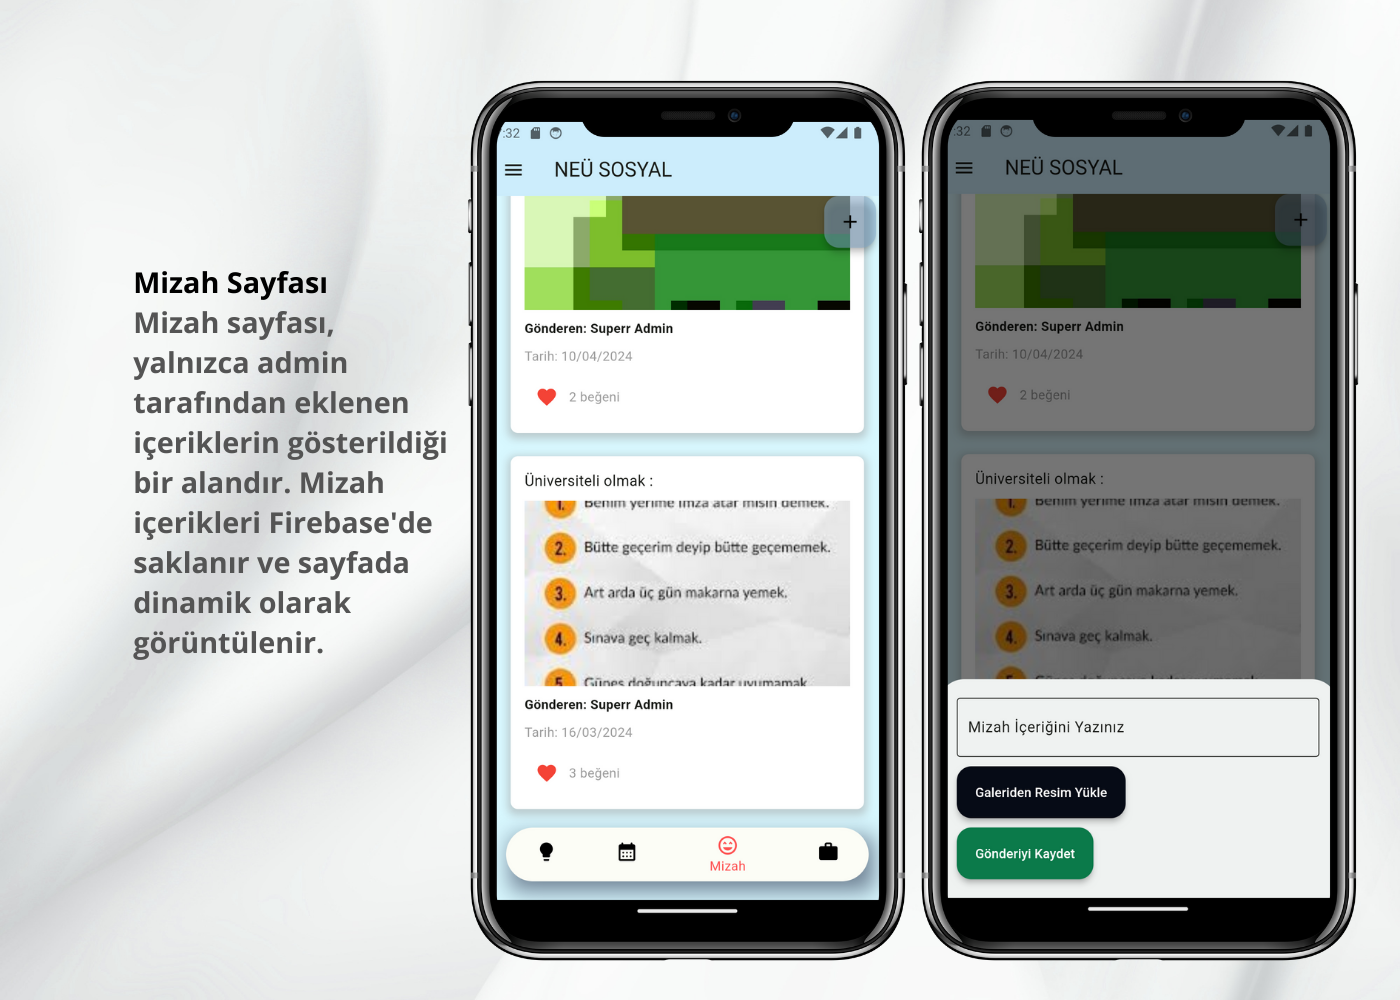 Mizah Sayfası
Mizah sayfası,
yalnızca admin
tarafından eklenen
içeriklerin gösterildiği
bir alandır. Mizah
içerikleri Firebase'de
saklanır ve sayfada
dinamik olarak
görüntülenir.
:32
NEÜ SOSYAL
+
Gönderen: Superr Admin
Tarih: 10/04/2024
2 beğeni
Üniversiteli olmak :
1. Benim yerime imza atar mısın demek.
2. Bütte geçerim deyip bütte geçememek.
3. Art arda üç gün makarna yemek.
4. Sınava geç kalmak.
5. Güneş doğuncaya kadar uyumamak
Gönderen: Superr Admin
Tarih: 16/03/2024
3 beğeni
Mizah
:32
NEÜ SOSYAL
+
Gönderen: Superr Admin
Tarih: 10/04/2024
2 beğeni
Üniversiteli olmak :
1. Benim yerime imza atar mısın demek.
2. Bütte geçerim deyip bütte geçememek.
3. Art arda üç gün makarna yemek.
4. Sınava geç kalmak.
Mizah İçeriğini Yazınız
Galeriden Resim Yükle
Gönderiyi Kaydet